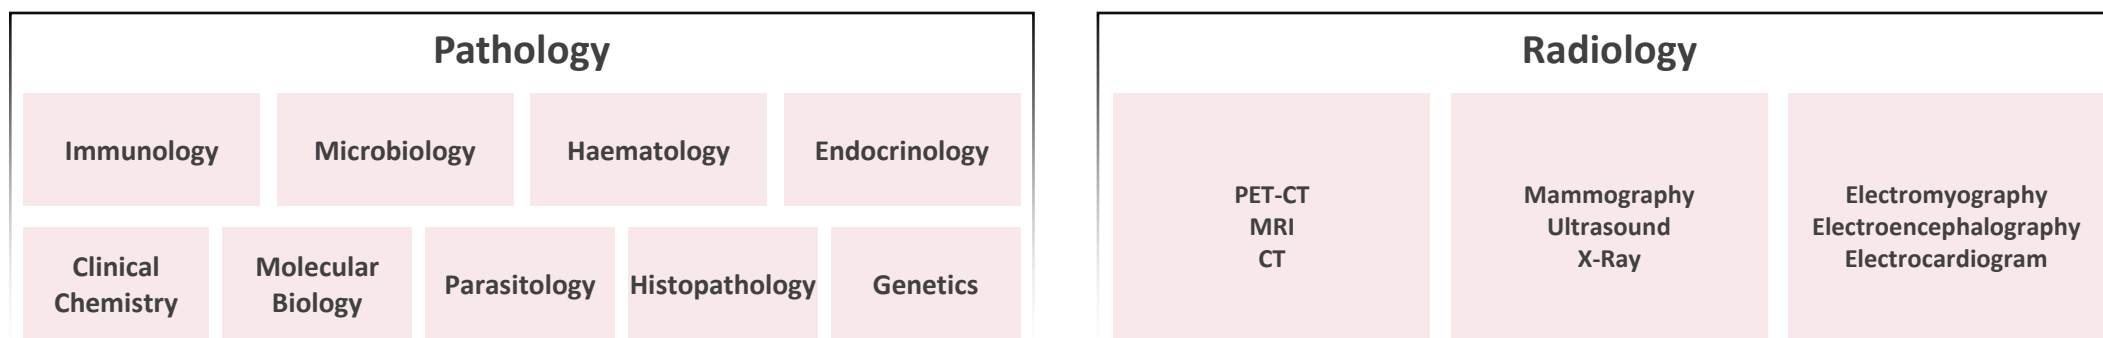 Pathology
Immunology
Microbiology
Haematology
Endocrinology
Clinical
Chemistry
Molecular
Biology
Parasitology
Histopathology
Genetics
Radiology
PET-CT
MRI
CT
Mammography
Ultrasound
X-Ray
Electromyography
Electroencephalography
Electrocardiogram